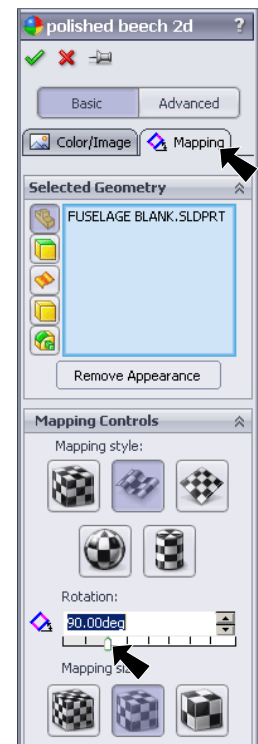 polished beech 2d ?
Basic Advanced
Color/Image Mapping
Selected Geometry
FUSELAGE BLANK.SLDPRT
Remove Appearance
Mapping Controls
Mapping style:
Rotation:
90.00deg
Mapping